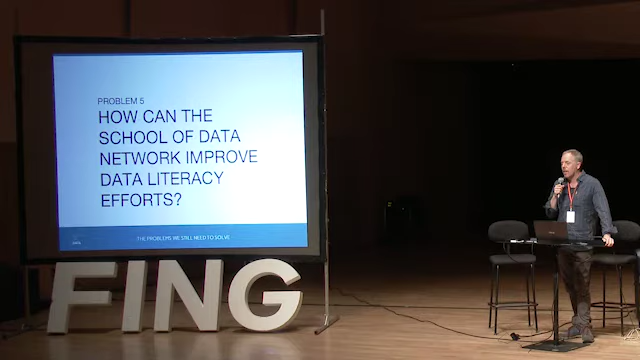 PROBLEM 5
HOW CAN THE
SCHOOL OF DATA
NETWORK IMPROVE
DATA LITERACY
EFFORTS?
THE PROBLEMS WE STILL NEED TO SOLVE
FING